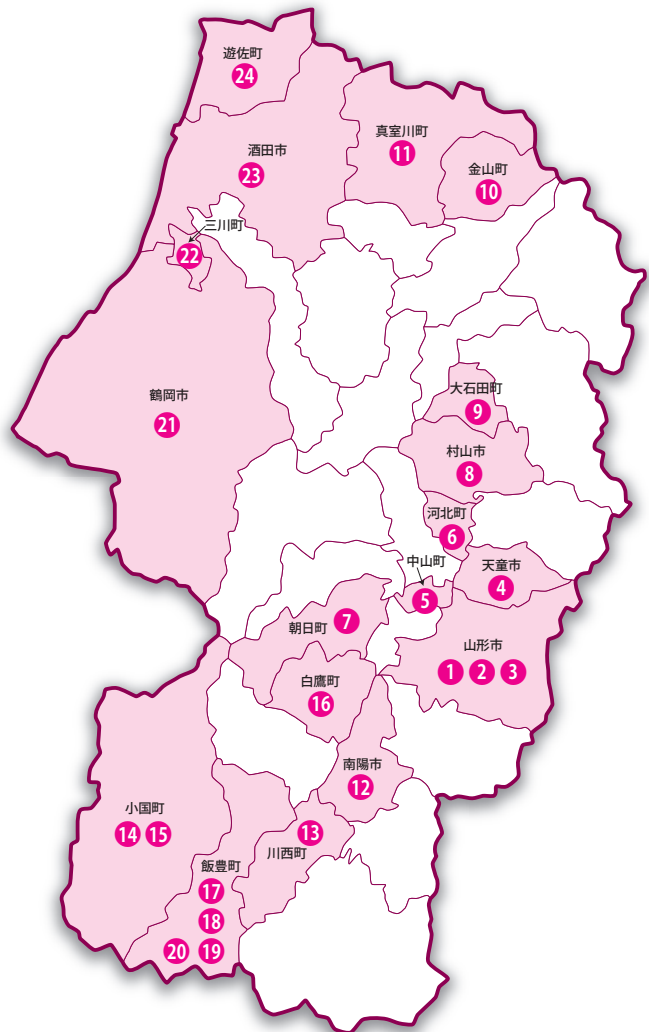 遊佐町
24
真室川町
11
酒田市
23
金山町
10
三川町
22
鶴岡市
21
大石田町
9
村山市
8
河北町
6
中山町
5
天童市
4
朝日町
7
山形市
1 2 3
白鷹町
16
南陽市
12
小国町
14 15
13
川西町
飯豊町
17
18
20 19